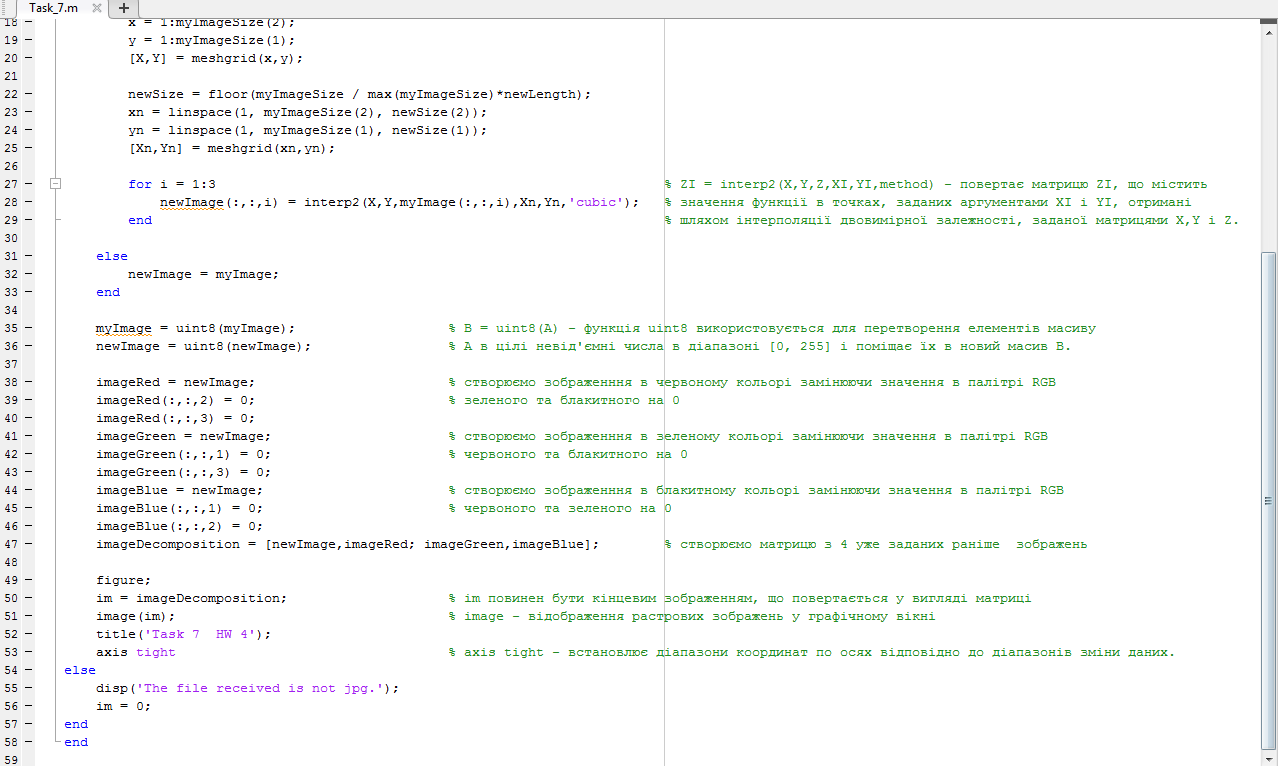 Task_7.m
18 x = 1:myImageSize(2);
19 y = 1:myImageSize(1);
20 [X,Y] = meshgrid(x,y);
21
22 newSize = floor(myImageSize / max(myImageSize)*newLength);
23 xn = linspace(1, myImageSize(2), newSize(2));
24 yn = linspace(1, myImageSize(1), newSize(1));
25 [Xn,Yn] = meshgrid(xn,yn);
26
27 for i = 1:3 % ZI = interp2(X,Y,Z,XI,YI,method) - повертає матрицю ZI, що містить
28 newImage(:,:,i) = interp2(X,Y,myImage(:,:,i),Xn,Yn,'cubic'); % значення функції в точках, заданих аргументами XI і YI, отримані
29 end % шляхом інтерполяції двовимірної залежності, заданої матрицями X,Y і Z.
30
31 else
32 newImage = myImage;
33 end
34
35 myImage = uint8(myImage); % B = uint8(A) - функція uint8 використовується для перетворення елементів масиву
36 newImage = uint8(newImage); % A в цілі невід'ємні числа в діапазоні [0, 255] і поміщає їх в новий масив B.
37
38 imageRed = newImage; % створюємо зображенння в червоному кольорі замінюючи значення в палітрі RGB
39 imageRed(:,:,2) = 0; % зеленого та блакитного на 0
40 imageRed(:,:,3) = 0;
41 imageGreen = newImage; % створюємо зображенння в зеленому кольорі замінюючи значення в палітрі RGB
42 imageGreen(:,:,1) = 0; % червоного та блакитного на 0
43 imageGreen(:,:,3) = 0;
44 imageBlue = newImage; % створюємо зображенння в блакитному кольорі замінюючи значення в палітрі RGB
45 imageBlue(:,:,1) = 0; % червоного та зеленого на 0
46 imageBlue(:,:,2) = 0;
47 imageDecomposition = [newImage,imageRed; imageGreen,imageBlue]; % створюємо матрицю з 4 уже заданих раніше  зображень
48
49 figure;
50 im = imageDecomposition; % im повинен бути кінцевим зображенням, що повертається у вигляді матриці
51 image(im); % image - відображення растрових зображень у графічному вікні
52 title('Task 7  HW 4');
53 axis tight % axis tight - встановлює діапазони координат по осях відповідно до діапазонів зміни даних.
54 else
55 disp('The file received is not jpg.');
56 im = 0;
57 end
58 end
59